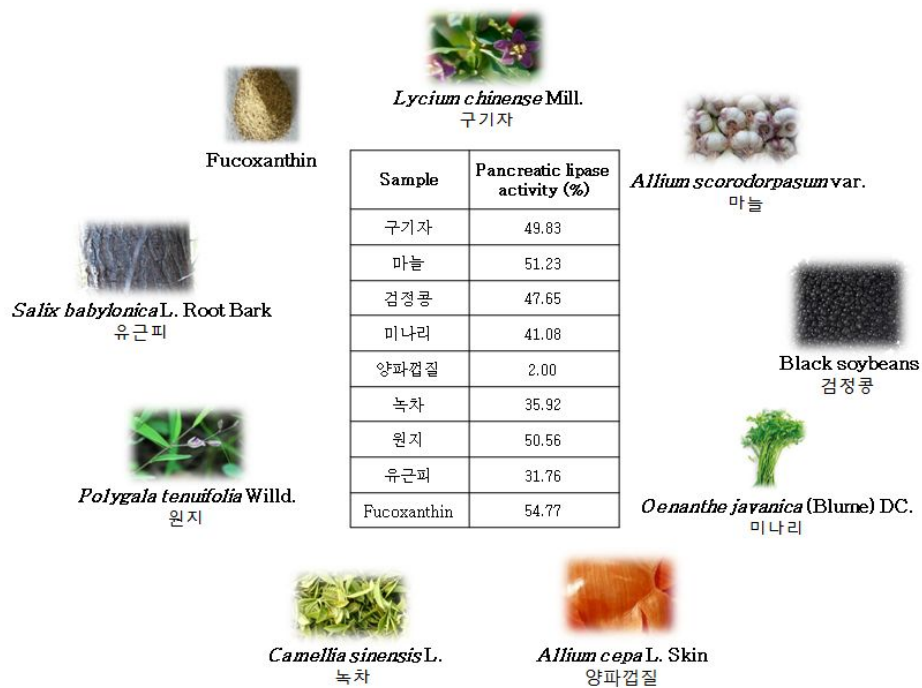 Lycium chinense Mill.
구기자
Fucoxanthin
Allium scorodorpasum var.
마늘
Salix babylonica L. Root Bark
유근피
Black soybeans
검정콩
Polygala tenuifolia Willd.
원지
Oenanthe javanica (Blume) DC.
미나리
Camellia sinensis L.
녹차
Allium cepa L. Skin
양파껍질
Sample Pancreatic lipase
activity (%)
구기자 49.83
마늘 51.23
검정콩 47.65
미나리 41.08
양파껍질 2.00
녹차 35.92
원지 50.56
유근피 31.76
Fucoxanthin 54.77